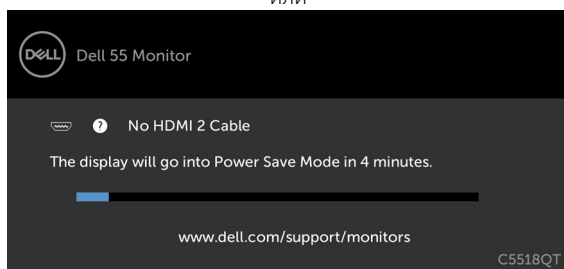 или
DELL Dell 55 Monitor
? No HDMI 2 Cable
The display will go into Power Save Mode in 4 minutes.
www.dell.com/support/monitors
C5518QT